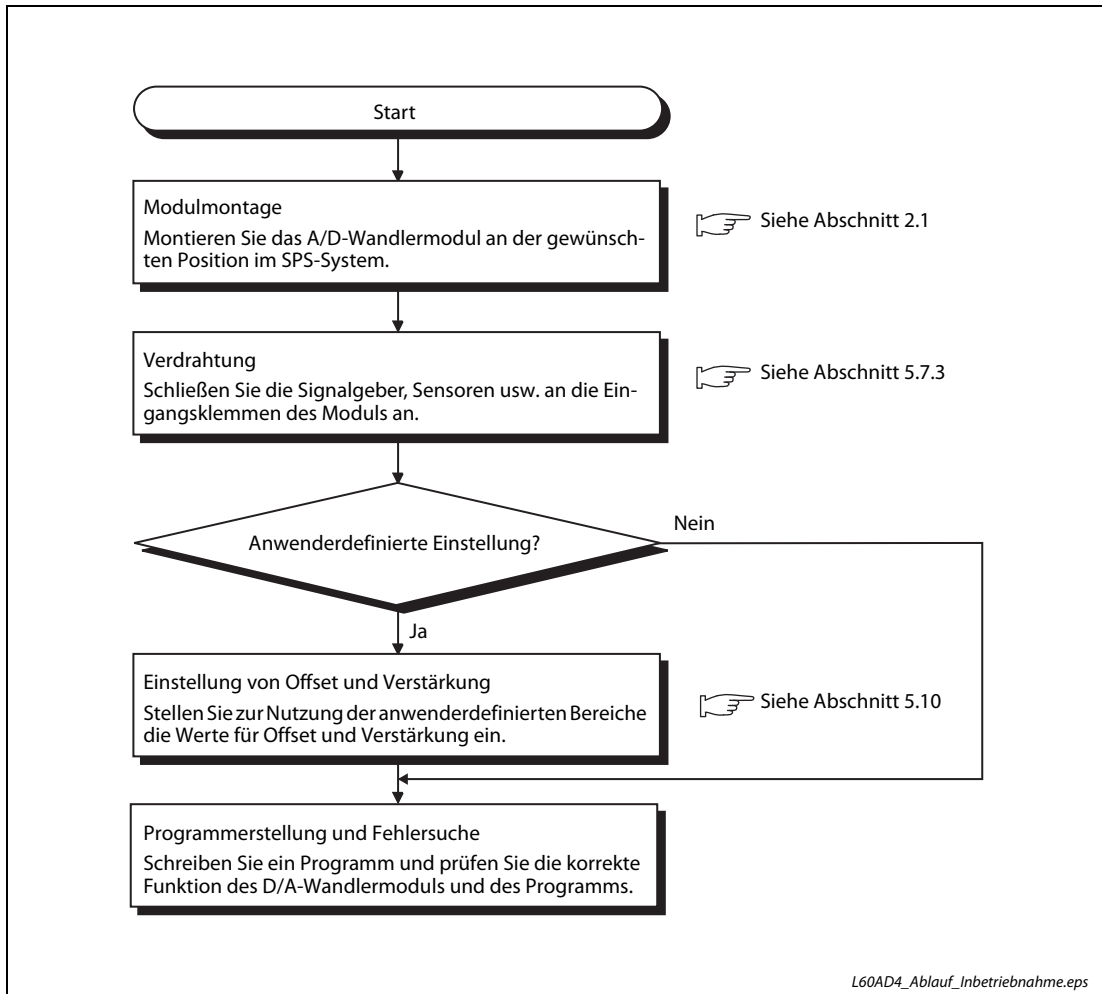 Start
Modulmontage
Montieren Sie das A/D-Wandlermodul an der gewünsch-
ten Position im SPS-System.
Siehe Abschnitt 2.1
Verdrahtung
Schließen Sie die Signalgeber, Sensoren usw. an die Ein-
gangsklemmen des Moduls an.
Siehe Abschnitt 5.7.3
Anwenderdefinierte Einstellung?
Nein
Ja
Einstellung von Offset und Verstärkung
Stellen Sie zur Nutzung der anwenderdefinierten Bereiche
die Werte für Offset und Verstärkung ein.
Siehe Abschnitt 5.10
Programmerstellung und Fehlersuche
Schreiben Sie ein Programm und prüfen Sie die korrekte
Funktion des D/A-Wandlermoduls und des Programms.
L60AD4_Ablauf_Inbetriebnahme.eps